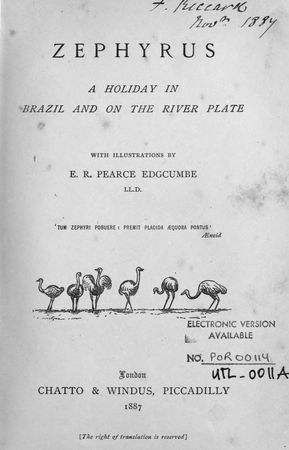 ZEPHYRUS
A HOLIDAY IN
BRAZIL AND ON THE RIVER PLATE
WITH ILLUSTRATIONS BY
E. R. PEARCE EDGCUMBE
LL.D.
'TUM ZEPHYRI POSUERE : PREMIT PLACIDA ÆQUORA PONTUS'
Æneid
ELECTRONIC VERSION
AVAILABLE
NO. POR00114
UTL-0011A
London
CHATTO & WINDUS, PICCADILLY
1887
[The right of translation is reserved]